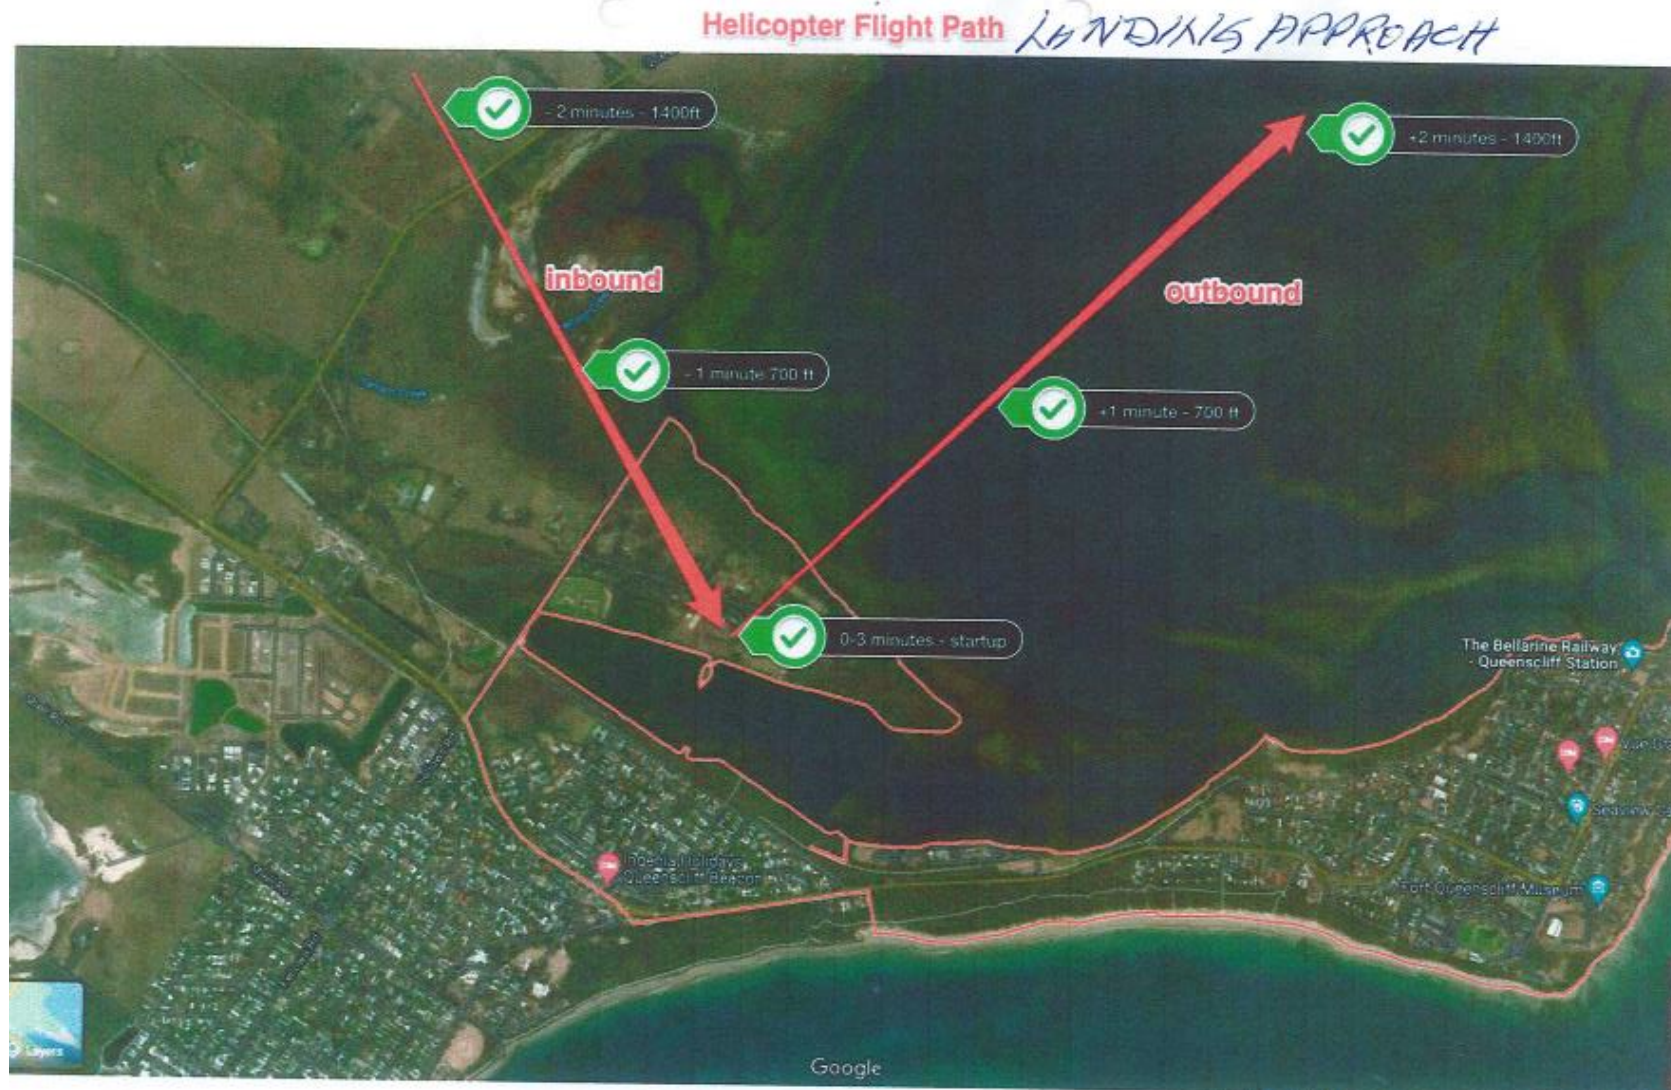 Helicopter Flight Path LANDING APPROACH
- 2 minutes - 1400ft
+2 minutes - 1400ft
inbound
outbound
- 1 minute 700 ft
+1 minute - 700 ft
0-3 minutes - startup
The Bellarine Railway
- Queenscliff Station
Ingenia Holidays
Queenscliff Beacon
Fort Queenscliff Museum
Layers
Google